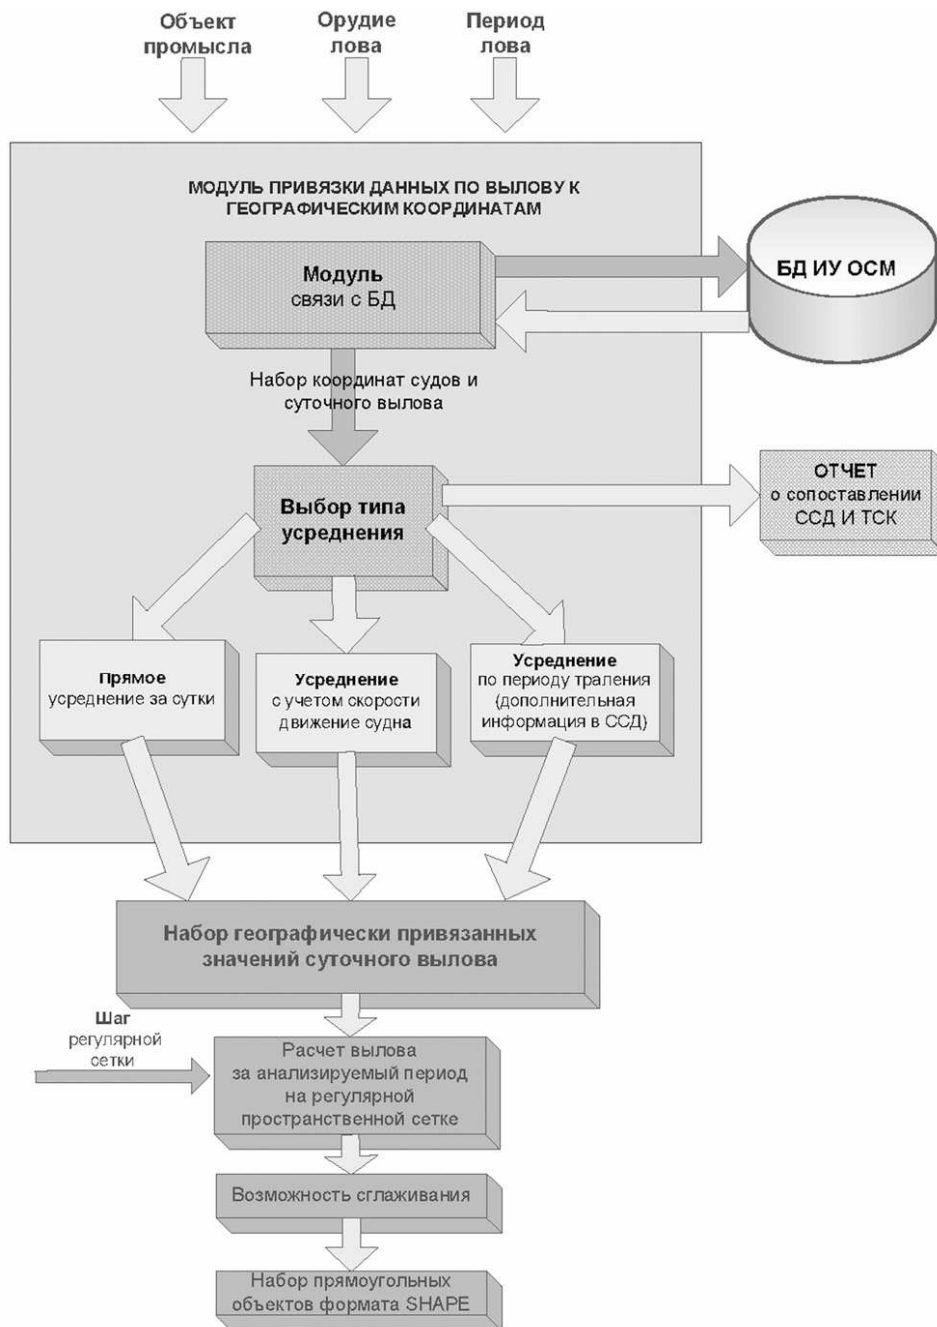 Объект
промысла
Орудие
лова
Период
лова
МОДУЛЬ ПРИВЯЗКИ ДАННЫХ ПО ВЫЛОВУ К
ГЕОГРАФИЧЕСКИМ КООРДИНАТАМ
Модуль
связи с БД
БД ИУ ОСМ
Набор координат судов и
суточного вылова
Выбор типа
усреднения
ОТЧЕТ
о сопоставлении
ССД И ТСК
Прямое
усреднение за сутки
Усреднение
с учетом скорости
движение судна
Усреднение
по периоду траления
(дополнительная
информация в ССД)
Набор географически привязанных
значений суточного вылова
Шаг
регулярной
сетки
Расчет вылова
за анализируемый период
на регулярной
пространственной сетке
Возможность сглаживания
Набор прямоугольных
объектов формата SHAPE